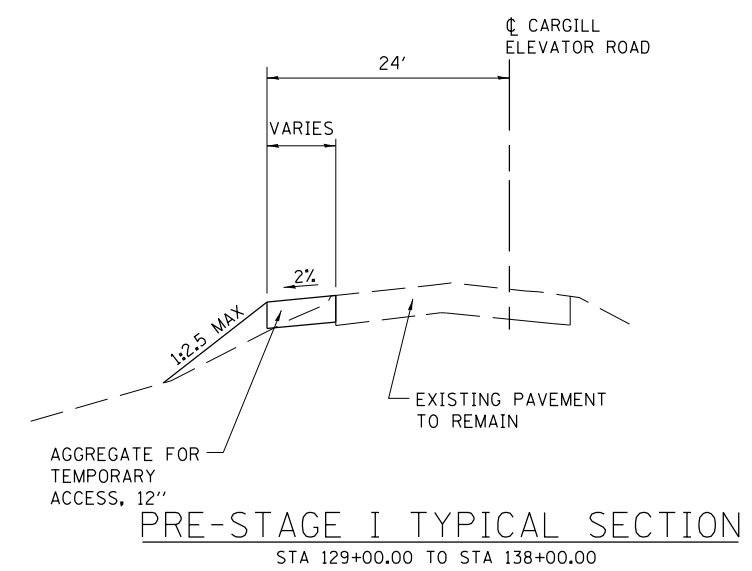 ℄ CARGILL
ELEVATOR ROAD
24'
VARIES
2%
1:2.5 MAX
EXISTING PAVEMENT
TO REMAIN
AGGREGATE FOR
TEMPORARY
ACCESS, 12"
PRE-STAGE I TYPICAL SECTION
STA 129+00.00 TO STA 138+00.00